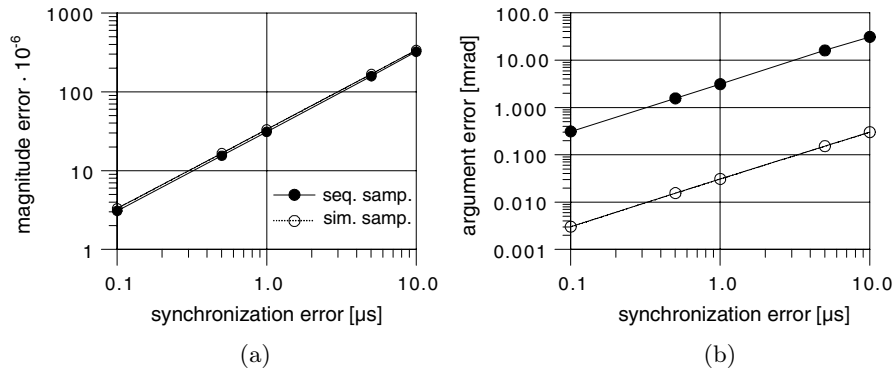 magnitude error · 10-6
1000
100
10
1
0.1
1.0
10.0
synchronization error [µs]
seq. samp.
sim. samp.
(a)
argument error [mrad]
100.0
10.00
1.000
0.100
0.010
0.001
0.1
1.0
10.0
synchronization error [µs]
(b)